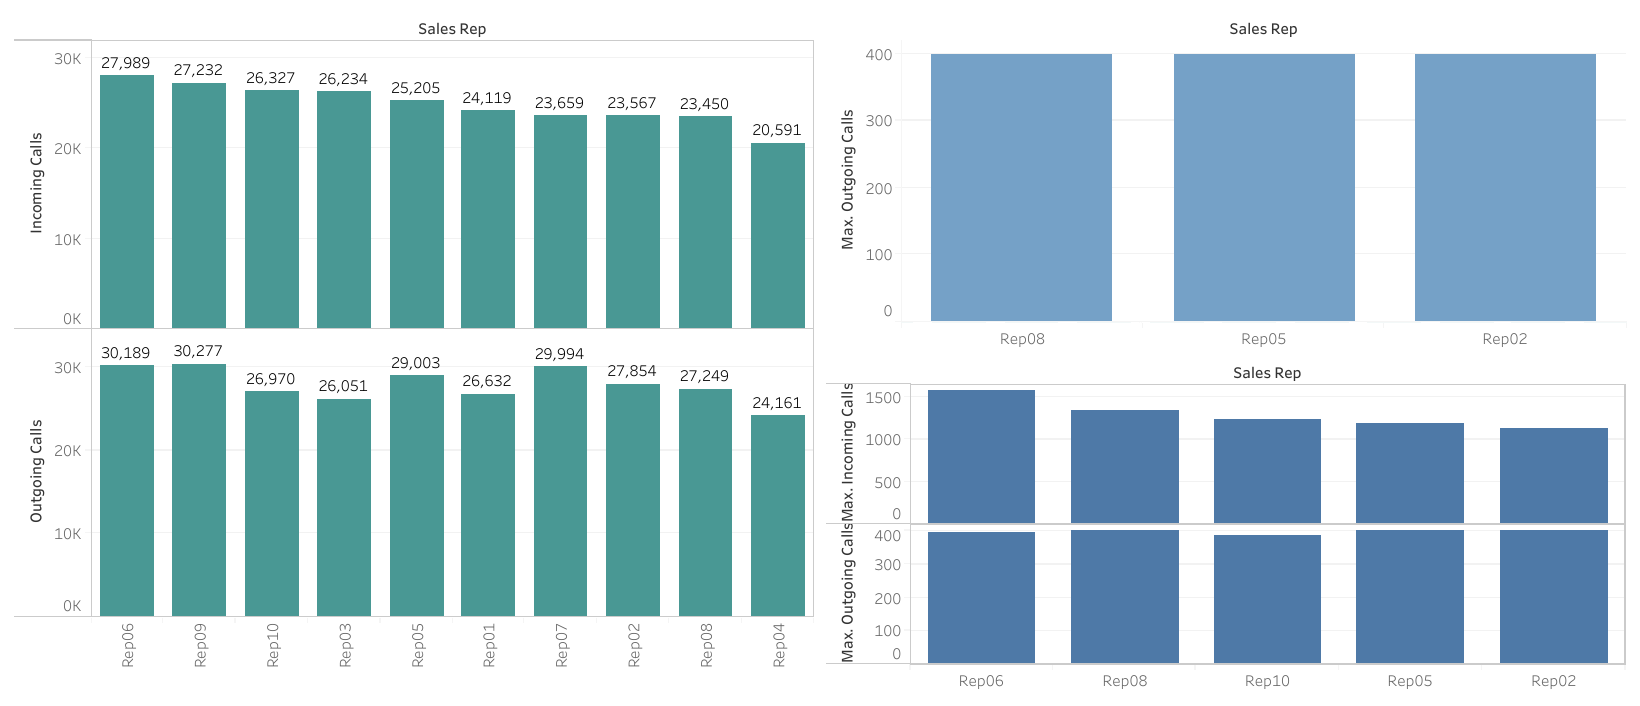 Sales Rep
Incoming Calls
30K
20K
10K
0K
27,989
27,232
26,327
26,234
25,205
24,119
23,659
23,567
23,450
20,591
Outgoing Calls
30K
20K
10K
0K
30,189
30,277
26,970
26,051
29,003
26,632
29,994
27,854
27,249
24,161
Rep06
Rep09
Rep10
Rep03
Rep05
Rep01
Rep07
Rep02
Rep08
Rep04
Sales Rep
Max. Outgoing Calls
400
300
200
100
0
Rep08
Rep05
Rep02
Sales Rep
Max. Incoming Calls
1500
1000
500
0
Max. Outgoing Calls
400
300
200
100
0
Rep06
Rep08
Rep10
Rep05
Rep02